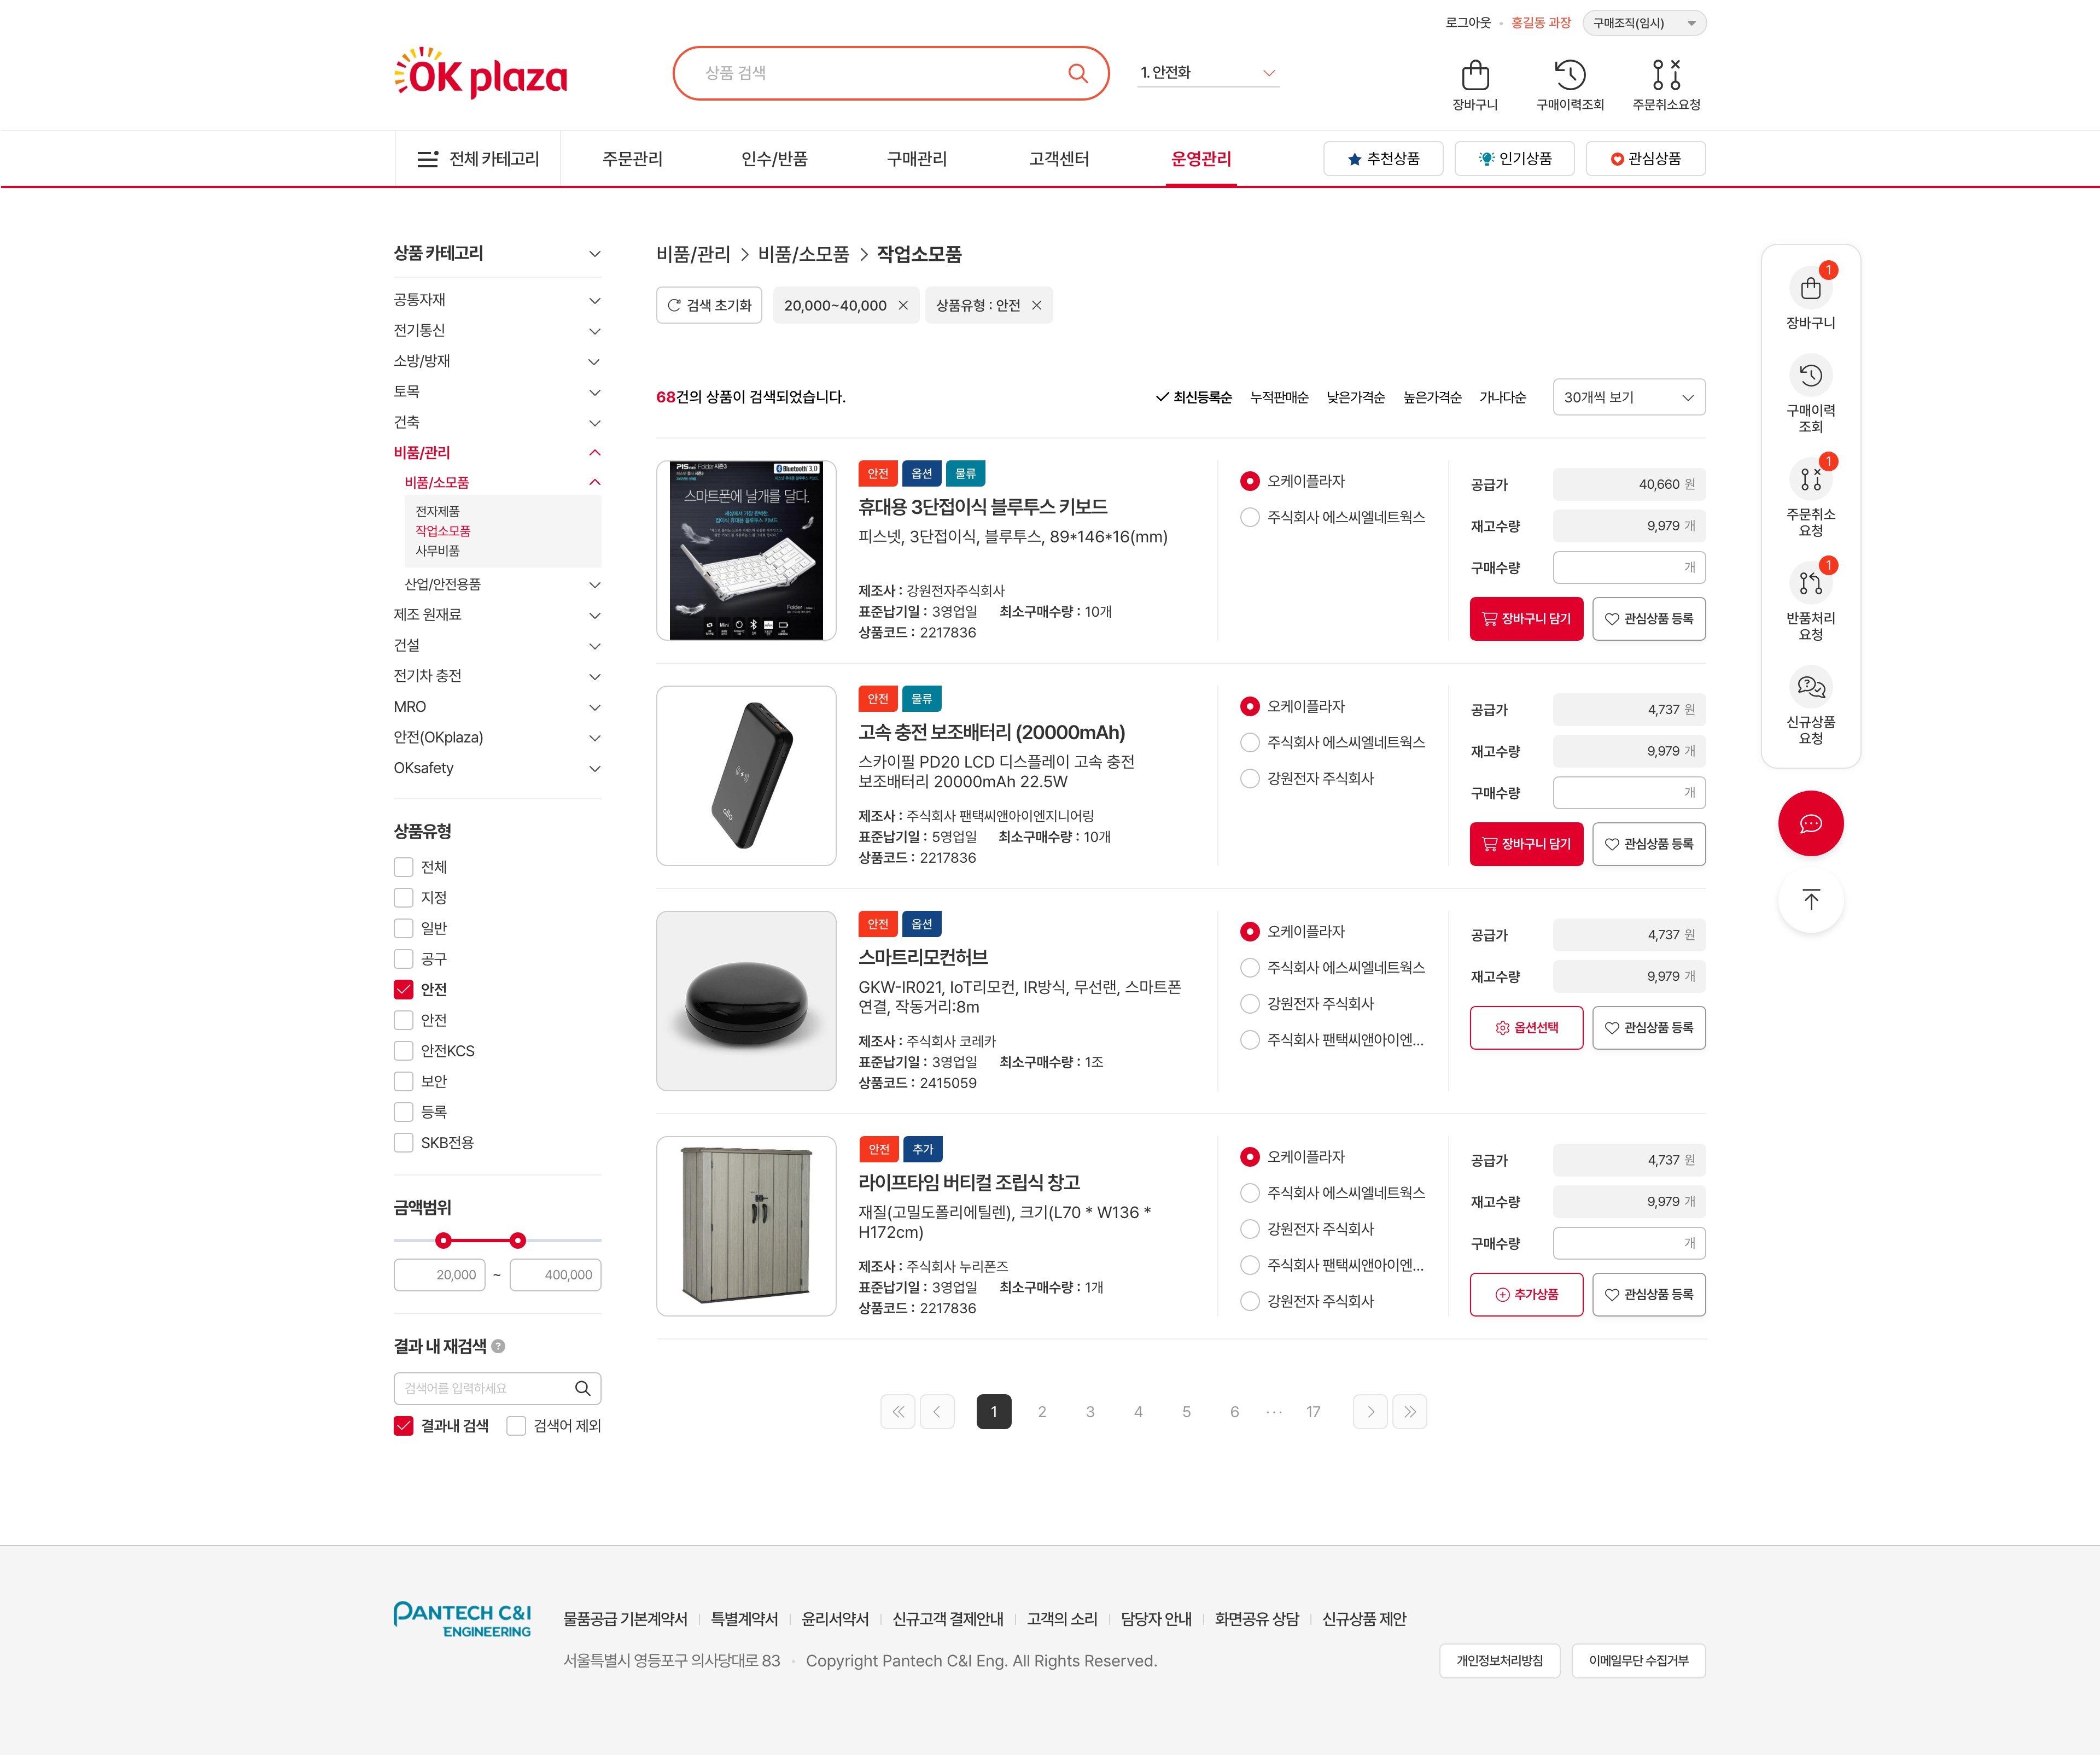 로그아웃 • 홍길동 과장 구매조직(임시)
OK plaza
상품 검색
1. 안전화
장바구니 구매이력조회 주문취소요청
전체 카테고리 주문관리 인수/반품 구매관리 고객센터 운영관리
추천상품 인기상품 관심상품
상품 카테고리
공통자재
전기통신
소방/방재
토목
건축
비품/관리
비품/소모품
전자제품
작업소모품
사무비품
산업/안전용품
제조 원재료
건설
전기차 충전
MRO
안전(OKplaza)
OKsafety
상품유형
전체
지정
일반
공구
안전
안전
안전KCS
보안
등록
SKB전용
금액범위
20,000 ~ 400,000
결과 내 재검색 ?
검색어를 입력하세요
결과내 검색 검색어 제외
비품/관리 > 비품/소모품 > 작업소모품
검색 초기화 20,000~40,000 × 상품유형 : 안전 ×
68건의 상품이 검색되었습니다.
최신등록순 누적판매순 낮은가격순 높은가격순 가나다순 30개씩 보기
PISnet Folder 시즌3
Bluetooth 3.0
스마트폰에 날개를 달다.
Folder
Mini
안전 옵션 물류
휴대용 3단접이식 블루투스 키보드
피스넷, 3단접이식, 블루투스, 89*146*16(mm)
제조사 : 강원전자주식회사
표준납기일 : 3영업일 최소구매수량 : 10개
상품코드 : 2217836
오케이플라자
주식회사 에스씨엘네트웍스
공급가 40,660 원
재고수량 9,979 개
구매수량 개
장바구니 담기 관심상품 등록
allo
안전 물류
고속 충전 보조배터리 (20000mAh)
스카이필 PD20 LCD 디스플레이 고속 충전
보조배터리 20000mAh 22.5W
제조사 : 주식회사 팬택씨앤아이엔지니어링
표준납기일 : 5영업일 최소구매수량 : 10개
상품코드 : 2217836
오케이플라자
주식회사 에스씨엘네트웍스
강원전자 주식회사
공급가 4,737 원
재고수량 9,979 개
구매수량 개
장바구니 담기 관심상품 등록
안전 옵션
스마트리모컨허브
GKW-IR021, IoT리모컨, IR방식, 무선랜, 스마트폰
연결, 작동거리:8m
제조사 : 주식회사 코레카
표준납기일 : 3영업일 최소구매수량 : 1조
상품코드 : 2415059
오케이플라자
주식회사 에스씨엘네트웍스
강원전자 주식회사
주식회사 팬택씨앤아이엔...
공급가 4,737 원
재고수량 9,979 개
옵션선택 관심상품 등록
안전 추가
라이프타임 버티컬 조립식 창고
재질(고밀도폴리에틸렌), 크기(L70 * W136 *
H172cm)
제조사 : 주식회사 누리폰즈
표준납기일 : 3영업일 최소구매수량 : 1개
상품코드 : 2217836
오케이플라자
주식회사 에스씨엘네트웍스
강원전자 주식회사
주식회사 팬택씨앤아이엔...
강원전자 주식회사
공급가 4,737 원
재고수량 9,979 개
구매수량 개
추가상품 관심상품 등록
1 2 3 4 5 6 ··· 17
1
장바구니
구매이력
조회
1
주문취소
요청
1
반품처리
요청
신규상품
요청
PANTECH C&I
ENGINEERING
물품공급 기본계약서 | 특별계약서 | 윤리서약서 | 신규고객 결제안내 | 고객의 소리 | 담당자 안내 | 화면공유 상담 | 신규상품 제안
서울특별시 영등포구 의사당대로 83 • Copyright Pantech C&I Eng. All Rights Reserved.
개인정보처리방침 이메일무단 수집거부